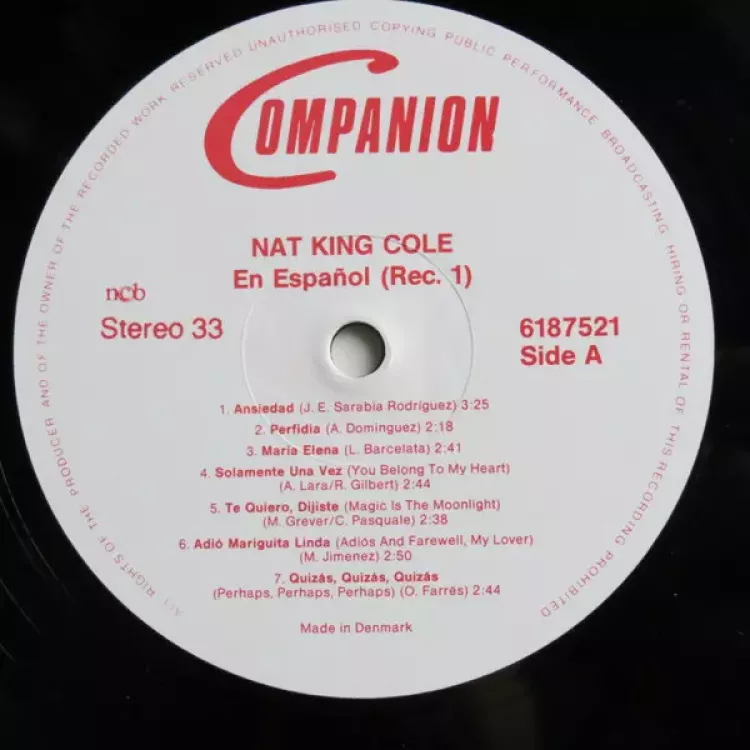 ALL RIGHTS OF THE PRODUCER AND OF THE OWNER OF THE RECORDED WORK RESERVED UNAUTHORISED COPYING PUBLIC PERFORMANCE BROADCASTING HIRING OR RENTAL OF THIS RECORDING PROHIBITED
COMPANION
NAT KING COLE
En Español (Rec. 1)
ncb
Stereo 33
6187521
Side A
1. Ansiedad (J. E. Sarabia Rodríguez) 3:25
2. Perfidia (A. Dominguez) 2:18
3. Maria Elena (L. Barcelata) 2:41
4. Solamente Una Vez (You Belong To My Heart)
(A. Lara/R. Gilbert) 2:44
5. Te Quiero, Dijiste (Magic Is The Moonlight)
(M. Grever/C. Pasquale) 2:38
6. Adió Mariguita Linda (Adiós And Farewell, My Lover)
(M. Jimenez) 2:50
7. Quizás, Quizás, Quizás
(Perhaps, Perhaps, Perhaps) (O. Farrés) 2:44
Made in Denmark